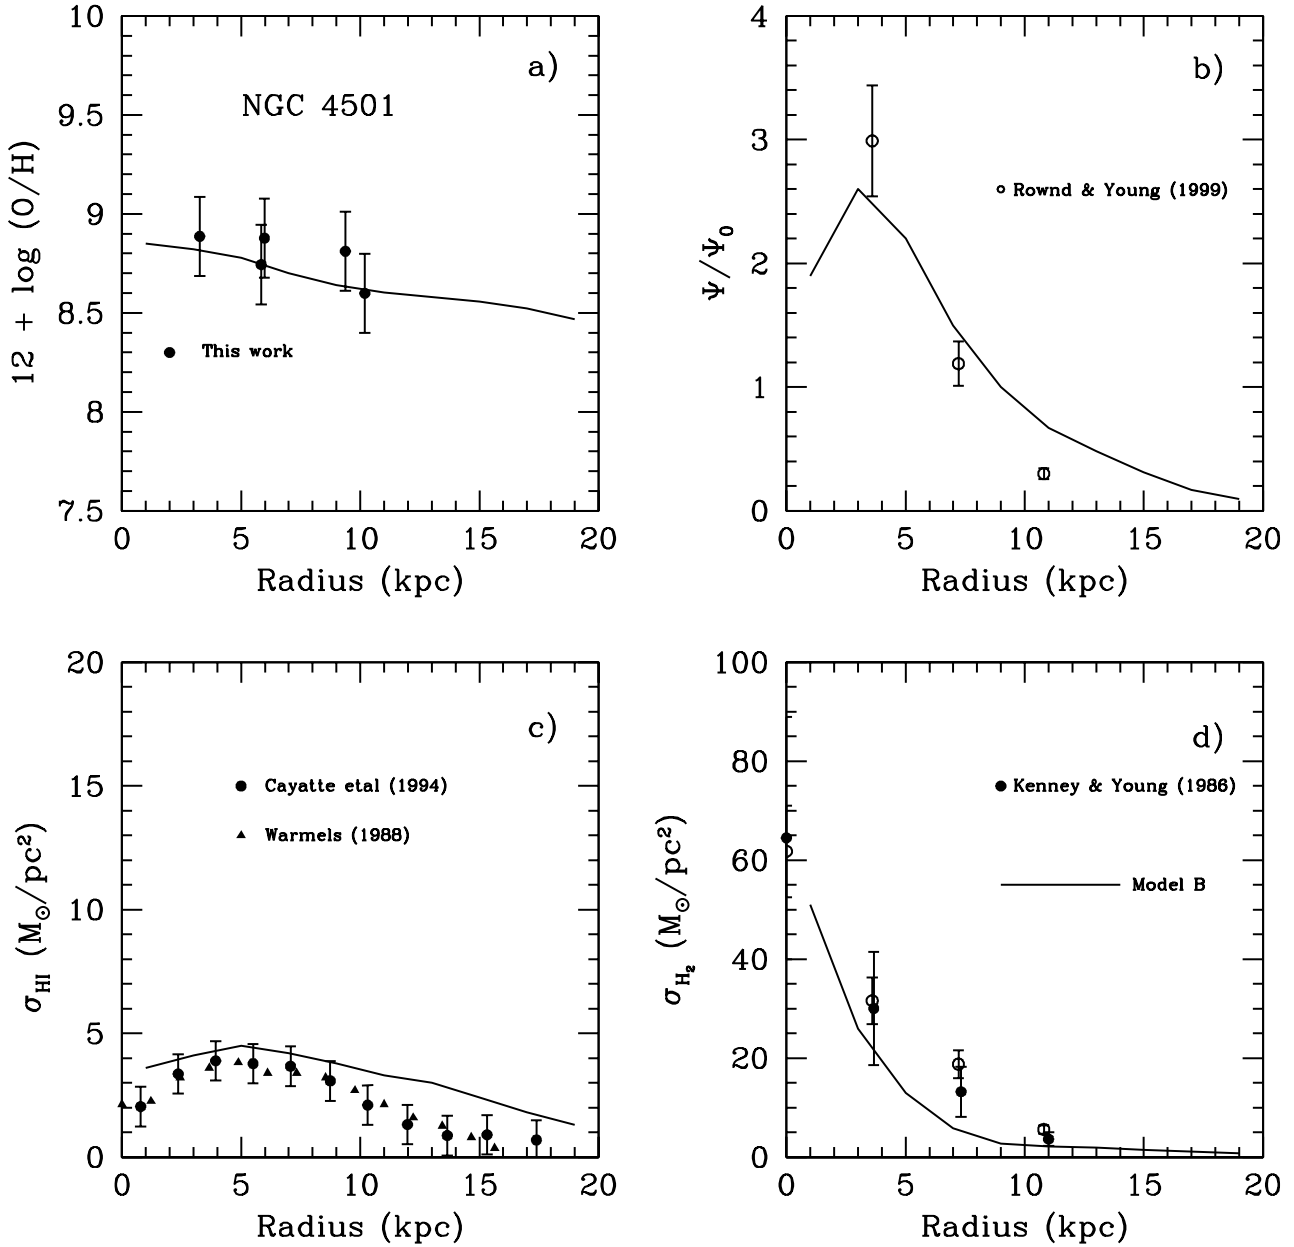 10
9.5
9
8.5
8
7.5
12 + log (O/H)
a)
NGC 4501
This work
0 5 10 15 20
Radius (kpc)
4
3
2
1
0
Ψ/Ψ0
b)
Rownd & Young (1999)
0 5 10 15 20
Radius (kpc)
20
15
10
5
0
σHI (M⊙/pc²)
c)
Cayatte etal (1994)
Warmels (1988)
0 5 10 15 20
Radius (kpc)
100
80
60
40
20
0
σH₂ (M⊙/pc²)
d)
Kenney & Young (1986)
Model B
0 5 10 15 20
Radius (kpc)